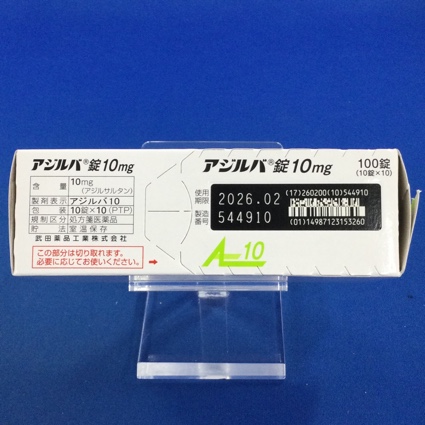 アジルバ®錠10mg
含量 10mg
(アジルサルタン)
製剤表示 アジルバ10
包装 10錠×10(PTP)
規制区分 処方箋医薬品
貯法 室温保存
武田薬品工業株式会社
この部分は切り取れます。
必要に応じてお使いください。
アジルバ®錠10mg
100錠
(10錠×10)
使用期限 2026.02
製造番号 544910
(17)260200(10)544910
(01)14987123153260
A 10